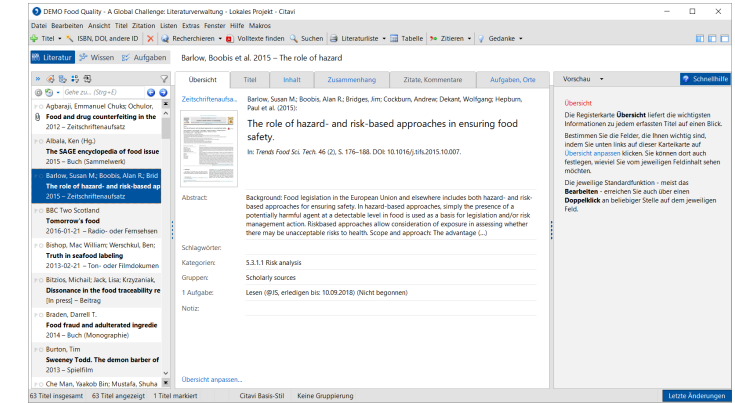 DEMO Food Quality - A Global Challenge: Literaturverwaltung - Lokales Projekt - Citavi
Datei Bearbeiten Ansicht Titel Zitation Listen Extras Fenster Hilfe Makros
Titel ISBN, DOI, andere ID Recherchieren Volltexte finden Suchen Literaturliste Tabelle Zitieren Gedanke
Literatur Wissen Aufgaben
Barlow, Boobis et al. 2015 – The role of hazard
Gehe zu... (Strg+E)
Agbaraji, Emmanuel Chuks; Ochulor,
Food and drug counterfeiting in the
2012 – Zeitschriftenaufsatz
Albala, Ken (Hg.)
The SAGE encyclopedia of food issue
2015 – Buch (Sammelwerk)
Barlow, Susan M.; Boobis, Alan R.; Brid
The role of hazard- and risk-based ap
2015 – Zeitschriftenaufsatz
BBC Two Scotland
Tomorrow's food
2016-01-21 – Radio- oder Fernsehsen
Bishop, Mac William; Werschkul, Ben;
Truth in seafood labeling
2013-02-21 – Ton- oder Filmdokumen
Bitzios, Michail; Jack, Lisa; Krzyzaniak,
Dissonance in the food traceability re
[In press] – Beitrag
Braden, Darrell T.
Food fraud and adulterated ingredie
2014 – Buch (Monographie)
Burton, Tim
Sweeney Todd. The demon barber of
2013 – Spielfilm
Che Man, Yaakob Bin; Mustafa, Shuha
Übersicht Titel Inhalt Zusammenhang Zitate, Kommentare Aufgaben, Orte
Zeitschriftenaufsa... Barlow, Susan M.; Boobis, Alan R.; Bridges, Jim; Cockburn, Andrew; Dekant, Wolfgang; Hepburn,
Paul et al. (2015):
The role of hazard- and risk-based approaches in ensuring food
safety.
In: Trends Food Sci. Tech. 46 (2), S. 176–188. DOI: 10.1016/j.tifs.2015.10.007.
Abstract: Background: Food legislation in the European Union and elsewhere includes both hazard- and risk-
based approaches for ensuring safety. In hazard-based approaches, simply the presence of a
potentially harmful agent at a detectable level in food is used as a basis for legislation and/or risk
management action. Riskbased approaches allow consideration of exposure in assessing whether
there may be unacceptable risks to health. Scope and approach: The advantage (...)
Schlagwörter:
Kategorien: 5.3.1.1 Risk analysis
Gruppen: Scholarly sources
1 Aufgabe: Lesen (@JS, erledigen bis: 10.09.2018) (Nicht begonnen)
Notiz:
Übersicht anpassen...
Vorschau Schnellhilfe
Übersicht
Die Registerkarte Übersicht liefert die wichtigsten
Informationen zu jedem erfassten Titel auf einen Blick.
Bestimmen Sie die Felder, die Ihnen wichtig sind,
indem Sie unten links auf dieser Karteikarte auf
Übersicht anpassen klicken. Sie können dort auch
festlegen, wieviel Sie vom jeweiligen Feldinhalt sehen
möchten.
Die jeweilige Standardfunktion - meist das
Bearbeiten - erreichen Sie auch über einen
Doppelklick an beliebiger Stelle auf dem jeweiligen
Feld.
63 Titel insgesamt 63 Titel angezeigt 1 Titel markiert Citavi Basis-Stil Keine Gruppierung Letzte Änderungen